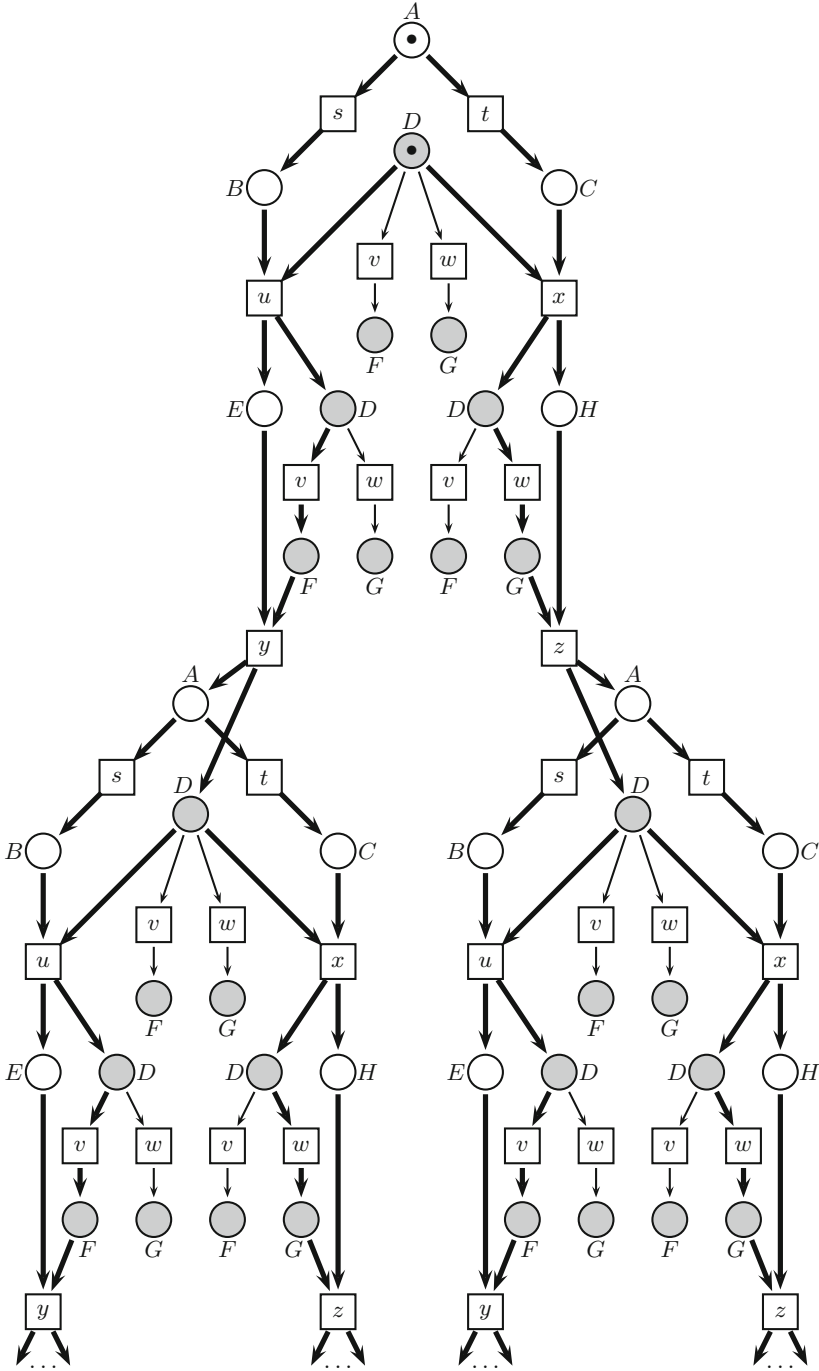 A
s t
D
B C
v w
u x
F G
E D D H
v w v w
F G F G
y z
A A
s t s t
D D
B C B C
v w v w
u x u x
F G F G
E D D H E D D H
v w v w v w v w
F G F G F G F G
y z y z
... ... ... ...